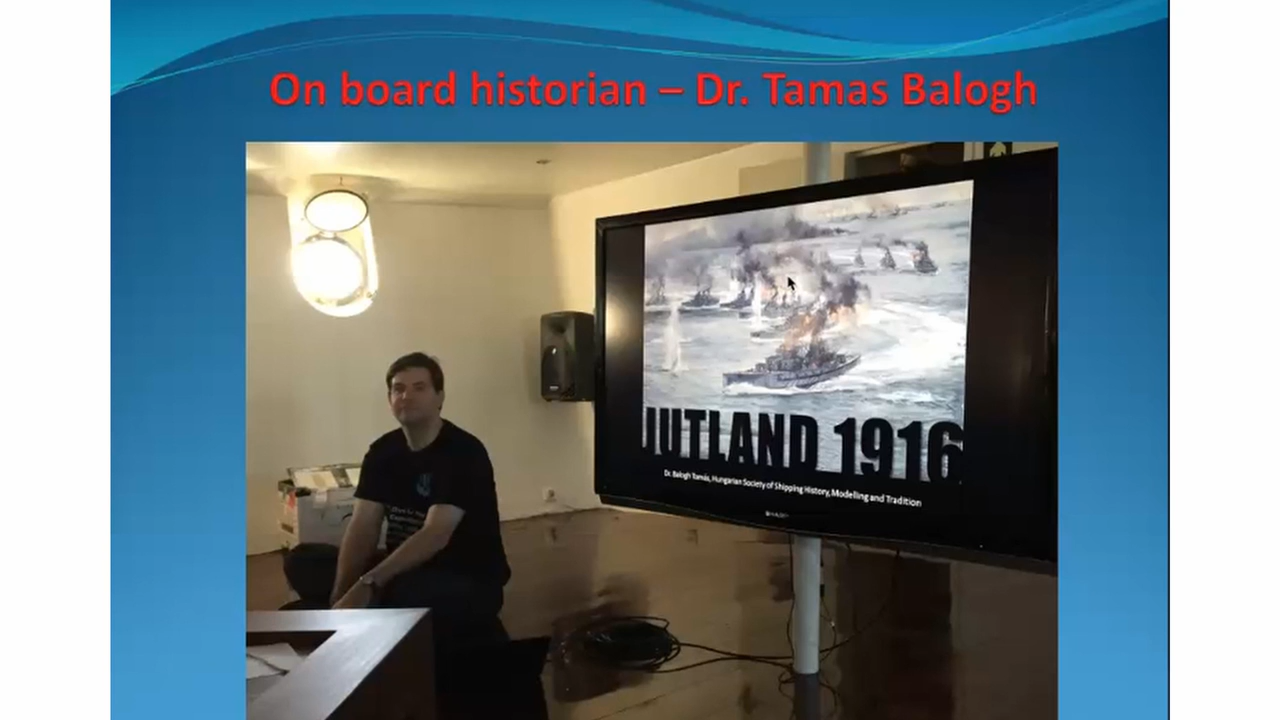 On board historian – Dr. Tamas Balogh
JUTLAND 1916
Dr. Balogh Tamás, Hungarian Society of Shipping History, Modelling and Tradition